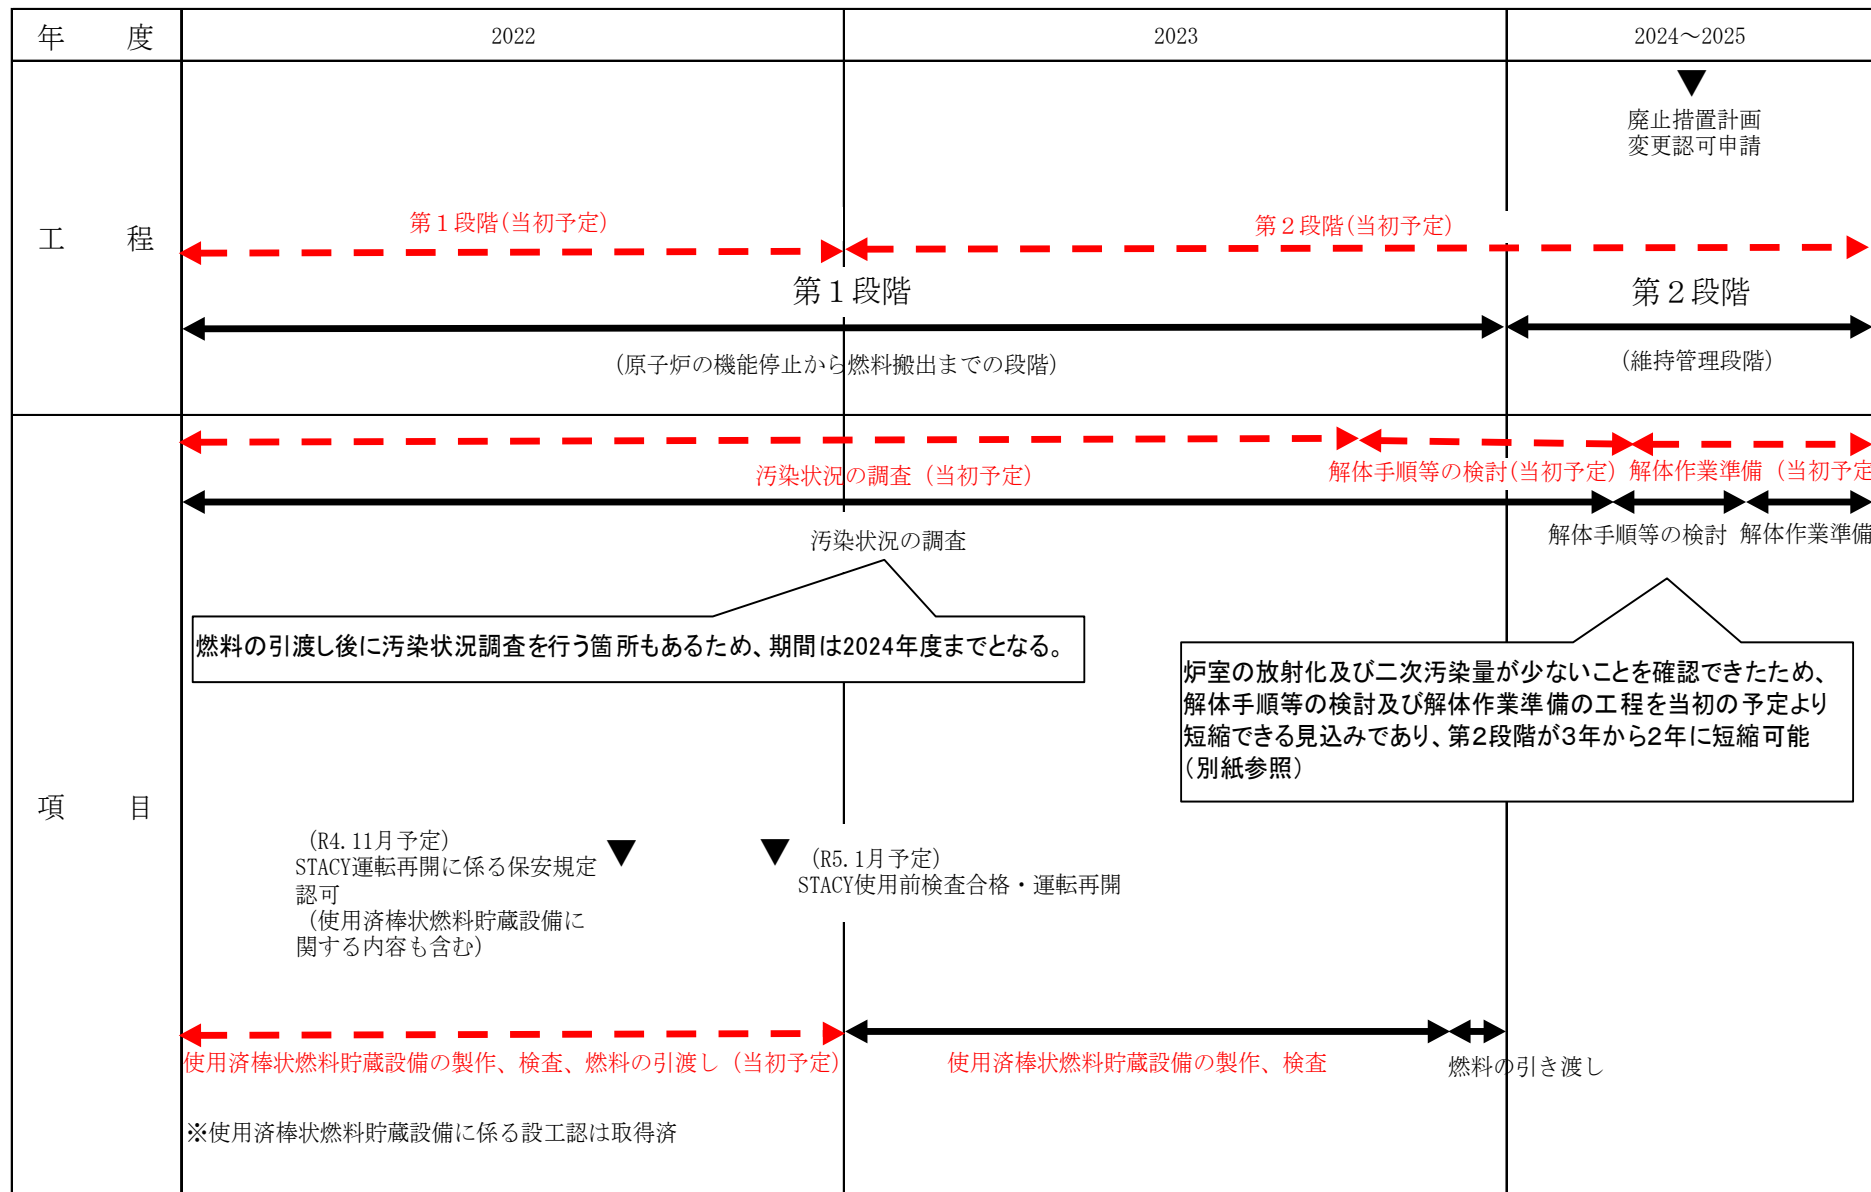 年　度
2022
2023
2024～2025
廃止措置計画
変更認可申請
工　程
第１段階(当初予定)
第２段階(当初予定)
第１段階
第２段階
(原子炉の機能停止から燃料搬出までの段階)
(維持管理段階)
汚染状況の調査（当初予定）
解体手順等の検討(当初予定)
解体作業準備（当初予定
汚染状況の調査
解体手順等の検討
解体作業準備
燃料の引渡し後に汚染状況調査を行う箇所もあるため、期間は2024年度までとなる。
炉室の放射化及び二次汚染量が少ないことを確認できたため、
解体手順等の検討及び解体作業準備の工程を当初の予定より
短縮できる見込みであり、第2段階が3年から2年に短縮可能
（別紙参照）
項　目
（R4.11月予定）
STACY運転再開に係る保安規定
認可
（使用済棒状燃料貯蔵設備に
関する内容も含む）
（R5.1月予定）
STACY使用前検査合格・運転再開
使用済棒状燃料貯蔵設備の製作、検査、燃料の引渡し（当初予定）
使用済棒状燃料貯蔵設備の製作、検査
燃料の引き渡し
※使用済棒状燃料貯蔵設備に係る設工認は取得済